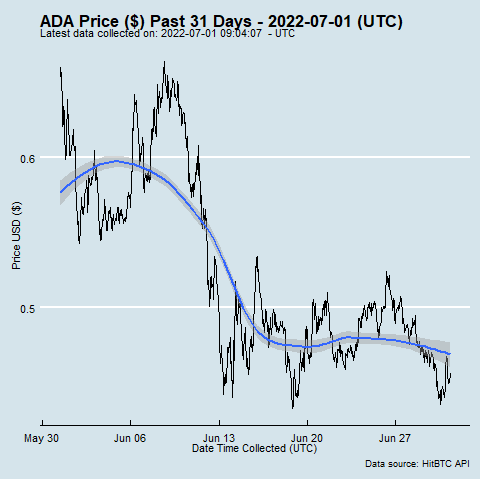 ADA Price ($) Past 31 Days - 2022-07-01 (UTC)
Latest data collected on: 2022-07-01 09:04:07 - UTC
0.6
0.5
Price USD ($)
May 30 Jun 06 Jun 13 Jun 20 Jun 27
Date Time Collected (UTC)
Data source: HitBTC API